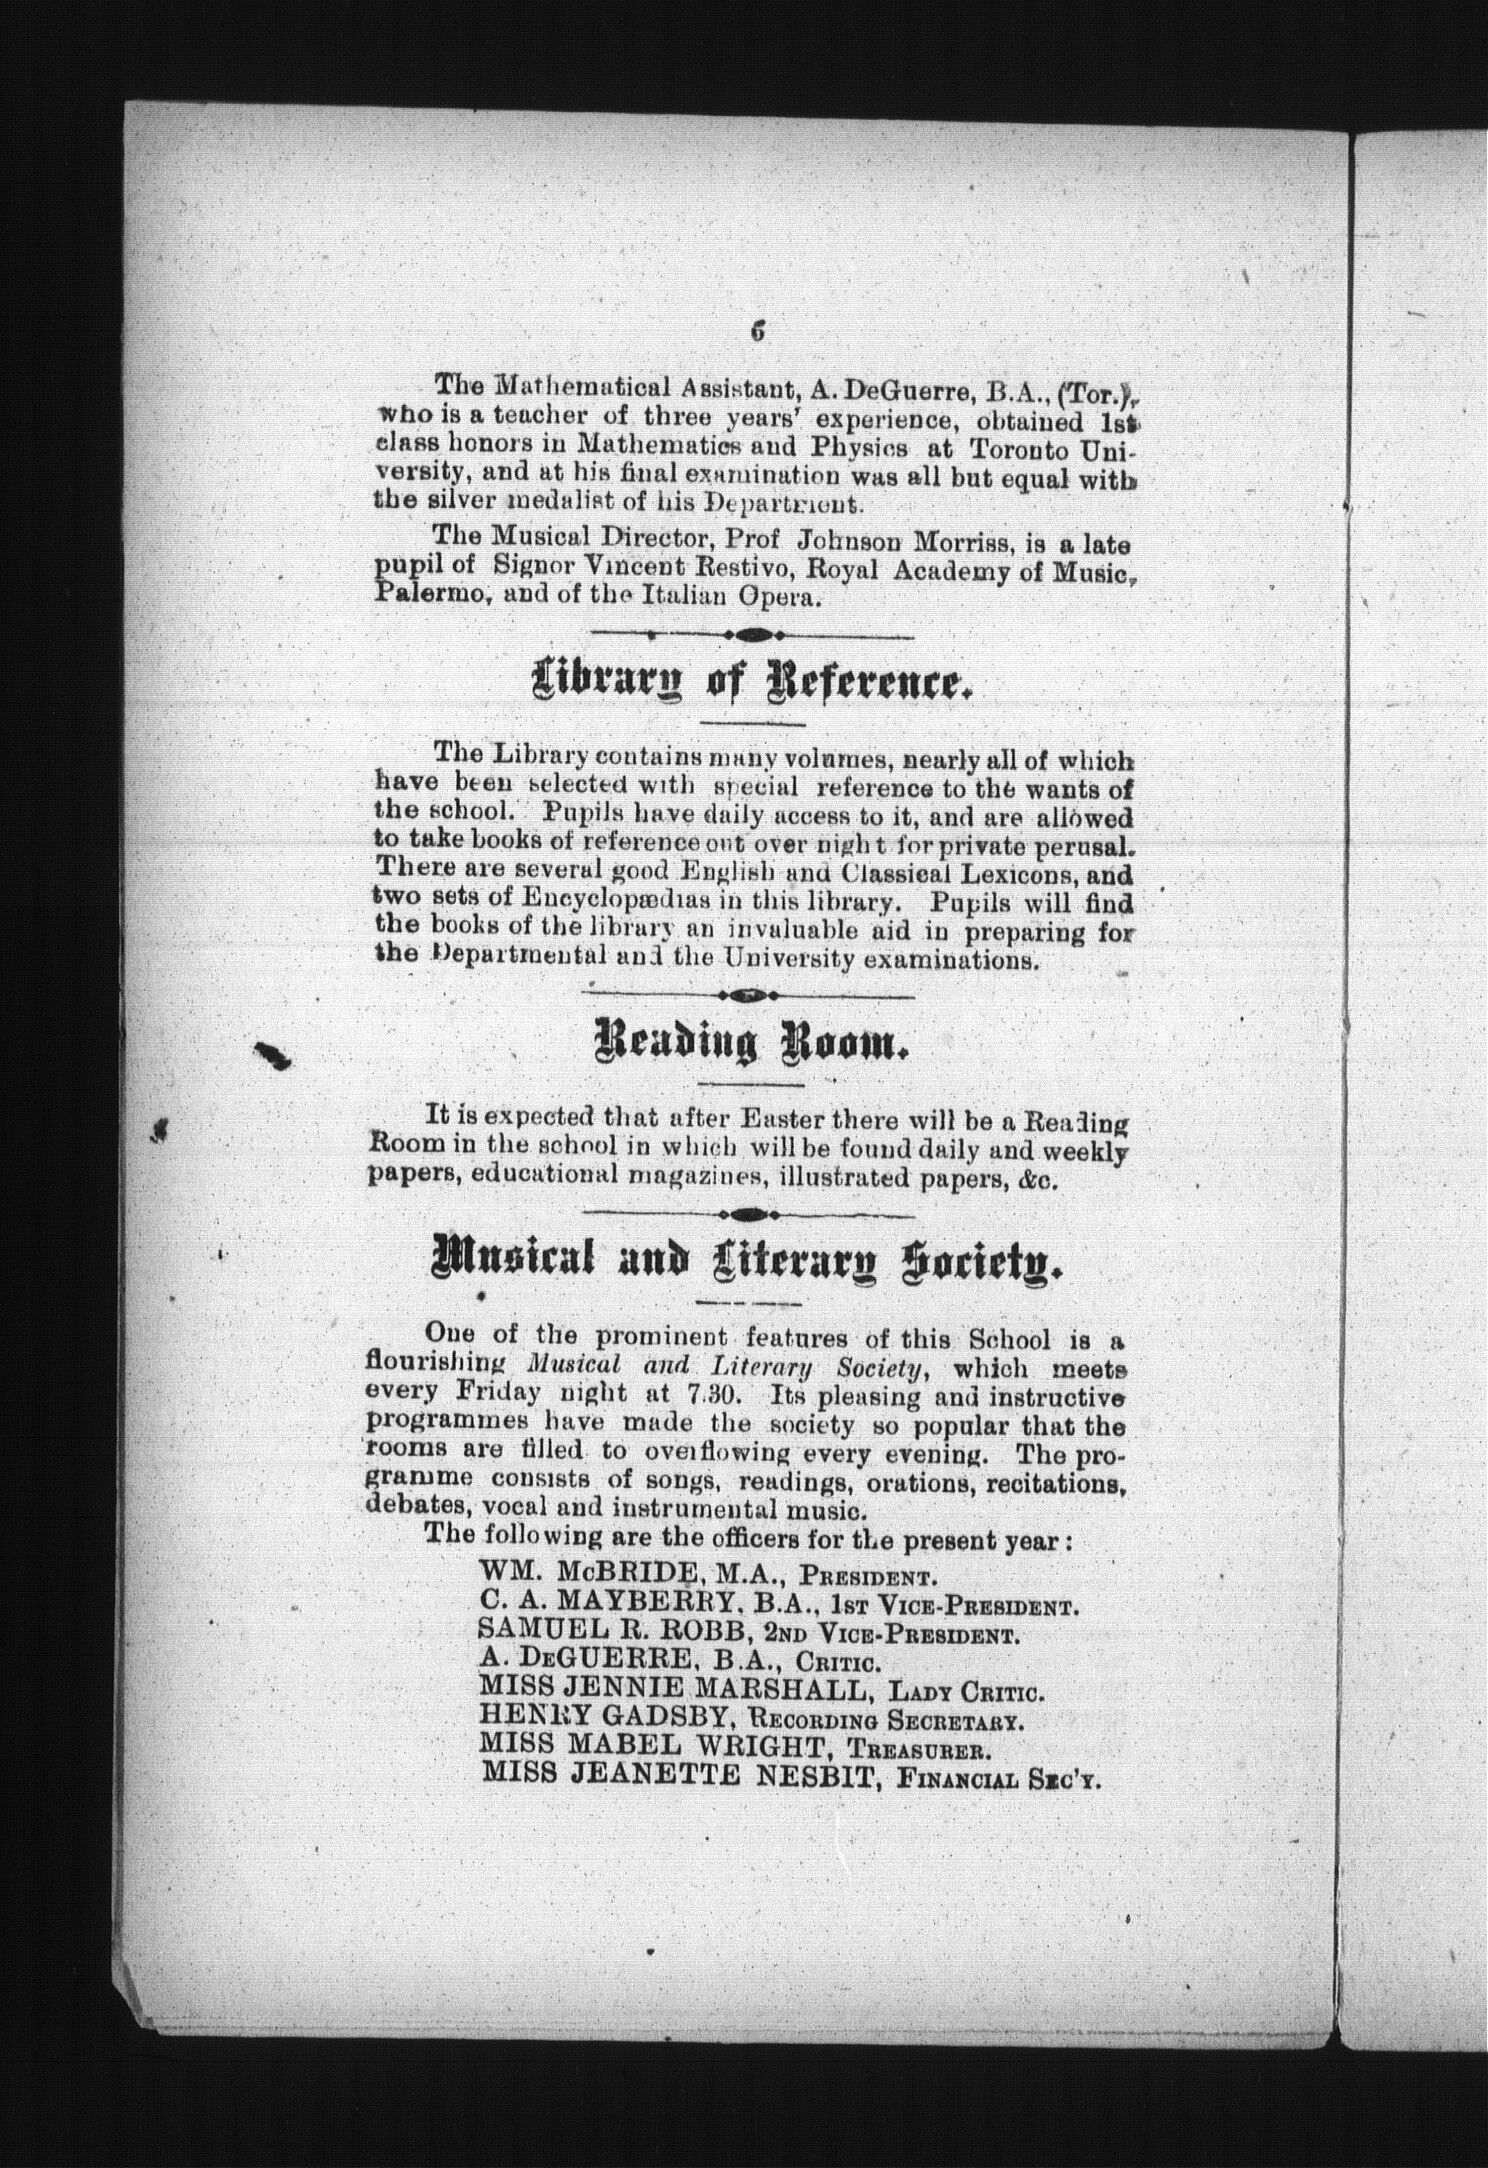 6
The Mathematical Assistant, A. DeGuerre, B.A., (Tor.),
who is a teacher of three years' experience, obtained 1st
class honors in Mathematics and Physics at Toronto Uni-
versity, and at his final examination was all but equal with
the silver medalist of his Department.
The Musical Director, Prof Johnson Morriss, is a late
pupil of Signor Vincent Restivo, Royal Academy of Music,
Palermo, and of the Italian Opera.
Library of Reference.
The Library contains many volumes, nearly all of which
have been selected with special reference to the wants of
the school. Pupils have daily access to it, and are allowed
to take books of reference out over night for private perusal.
There are several good English and Classical Lexicons, and
two sets of Encyclopædias in this library. Pupils will find
the books of the library an invaluable aid in preparing for
the Departmental and the University examinations.
Reading Room.
It is expected that after Easter there will be a Reading
Room in the school in which will be found daily and weekly
papers, educational magazines, illustrated papers, &c.
Musical and Literary Society.
One of the prominent features of this School is a
flourishing Musical and Literary Society, which meets
every Friday night at 7.30. Its pleasing and instructive
programmes have made the society so popular that the
rooms are filled to overflowing every evening. The pro-
gramme consists of songs, readings, orations, recitations,
debates, vocal and instrumental music.
The following are the officers for the present year:
WM. McBRIDE, M.A., PRESIDENT.
C. A. MAYBERRY, B.A., 1ST VICE-PRESIDENT.
SAMUEL R. ROBB, 2ND VICE-PRESIDENT.
A. DEGUERRE, B.A., CRITIC.
MISS JENNIE MARSHALL, LADY CRITIC.
HENRY GADSBY, RECORDING SECRETARY.
MISS MABEL WRIGHT, TREASURER.
MISS JEANETTE NESBIT, FINANCIAL SEC'Y.